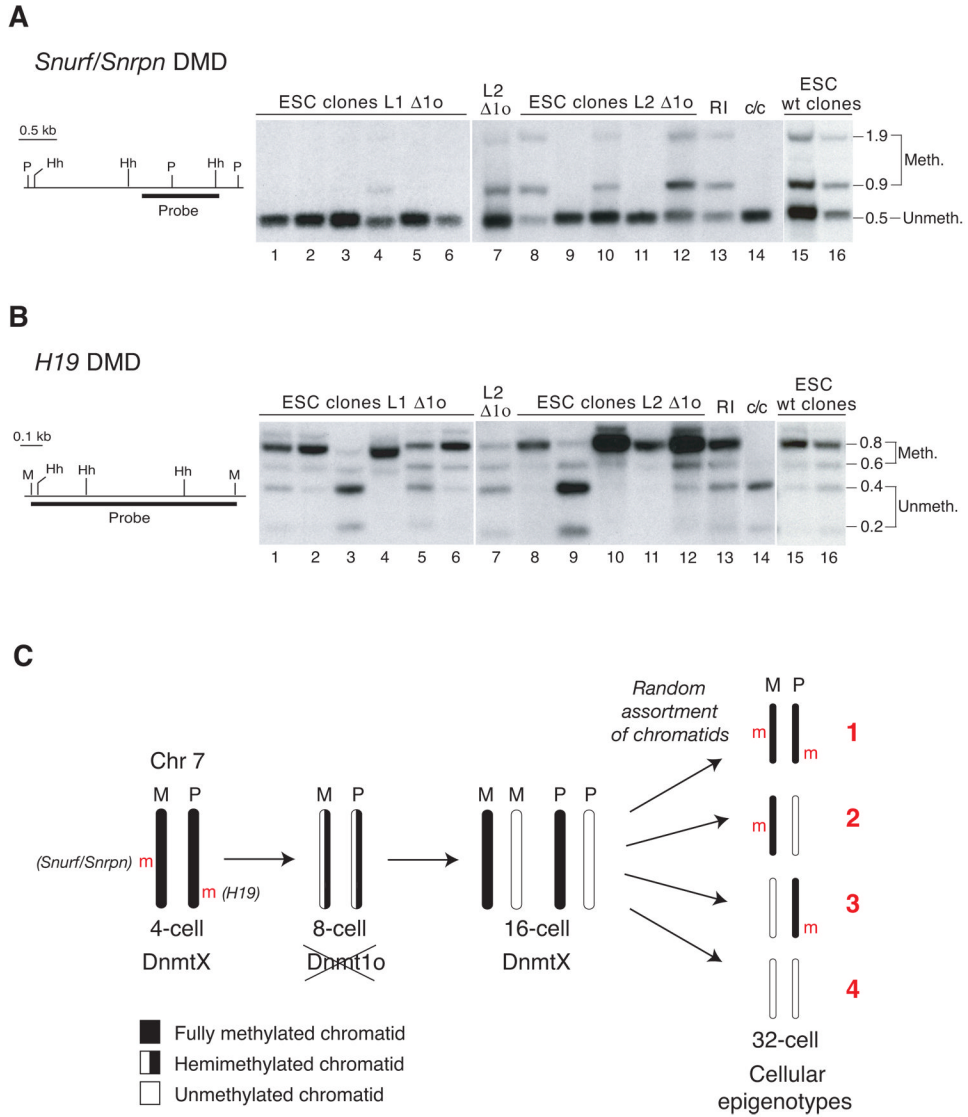 A
Snurf/Snrpn DMD
ESC clones L1 Δ1o
L2
Δ1o
ESC clones L2 Δ1o
RI
c/c
ESC
wt clones
0.5 kb
P
Hh
Hh
P
Hh
P
Probe
1.9
0.9
0.5
Meth.
Unmeth.
1 2 3 4 5 6 7 8 9 10 11 12 13 14 15 16
B
H19 DMD
ESC clones L1 Δ1o
L2
Δ1o
ESC clones L2 Δ1o
RI
c/c
ESC
wt clones
0.1 kb
M
Hh
Hh
Hh
M
Probe
0.8
0.6
0.4
0.2
Meth.
Unmeth.
1 2 3 4 5 6 7 8 9 10 11 12 13 14 15 16
C
Random
assortment
of chromatids
M P
m
m
1
m
2
m
3
4
32-cell
Cellular
epigenotypes
Chr 7
M P
(Snurf/Snrpn) m
m (H19)
4-cell
DnmtX
M P
8-cell
Dnmt1o
M M P P
16-cell
DnmtX
Fully methylated chromatid
Hemimethylated chromatid
Unmethylated chromatid